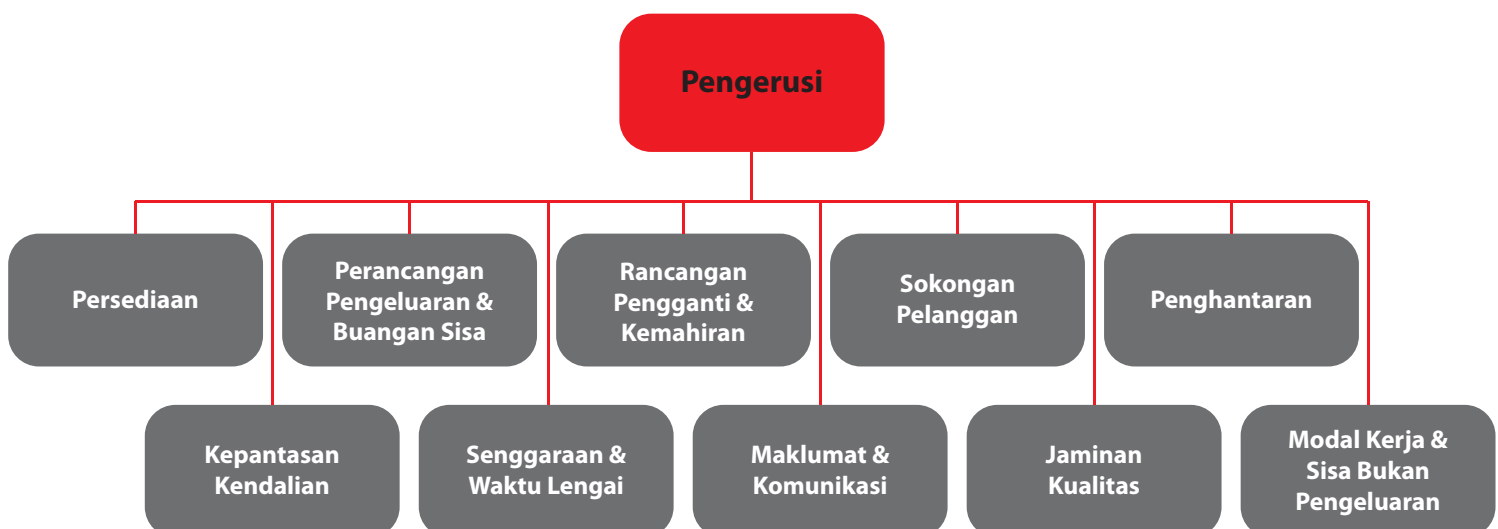 Pengerusi
Persediaan
Perancangan
Pengeluaran &
Buangan Sisa
Rancangan
Pengganti &
Kemahiran
Sokongan
Pelanggan
Penghantaran
Kepantasan
Kendalian
Senggaraan &
Waktu Lengai
Maklumat &
Komunikasi
Jaminan
Kualitas
Modal Kerja &
Sisa Bukan
Pengeluaran